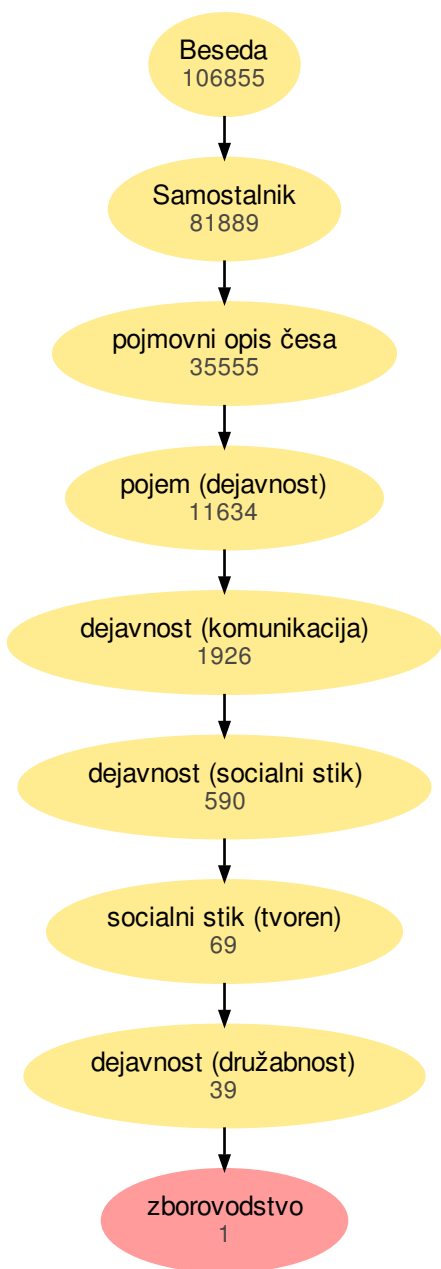 Beseda
106855
Samostalnik
81889
pojmovni opis česa
35555
pojem (dejavnost)
11634
dejavnost (komunikacija)
1926
dejavnost (socialni stik)
590
socialni stik (tvoren)
69
dejavnost (družabnost)
39
zborovodstvo
1